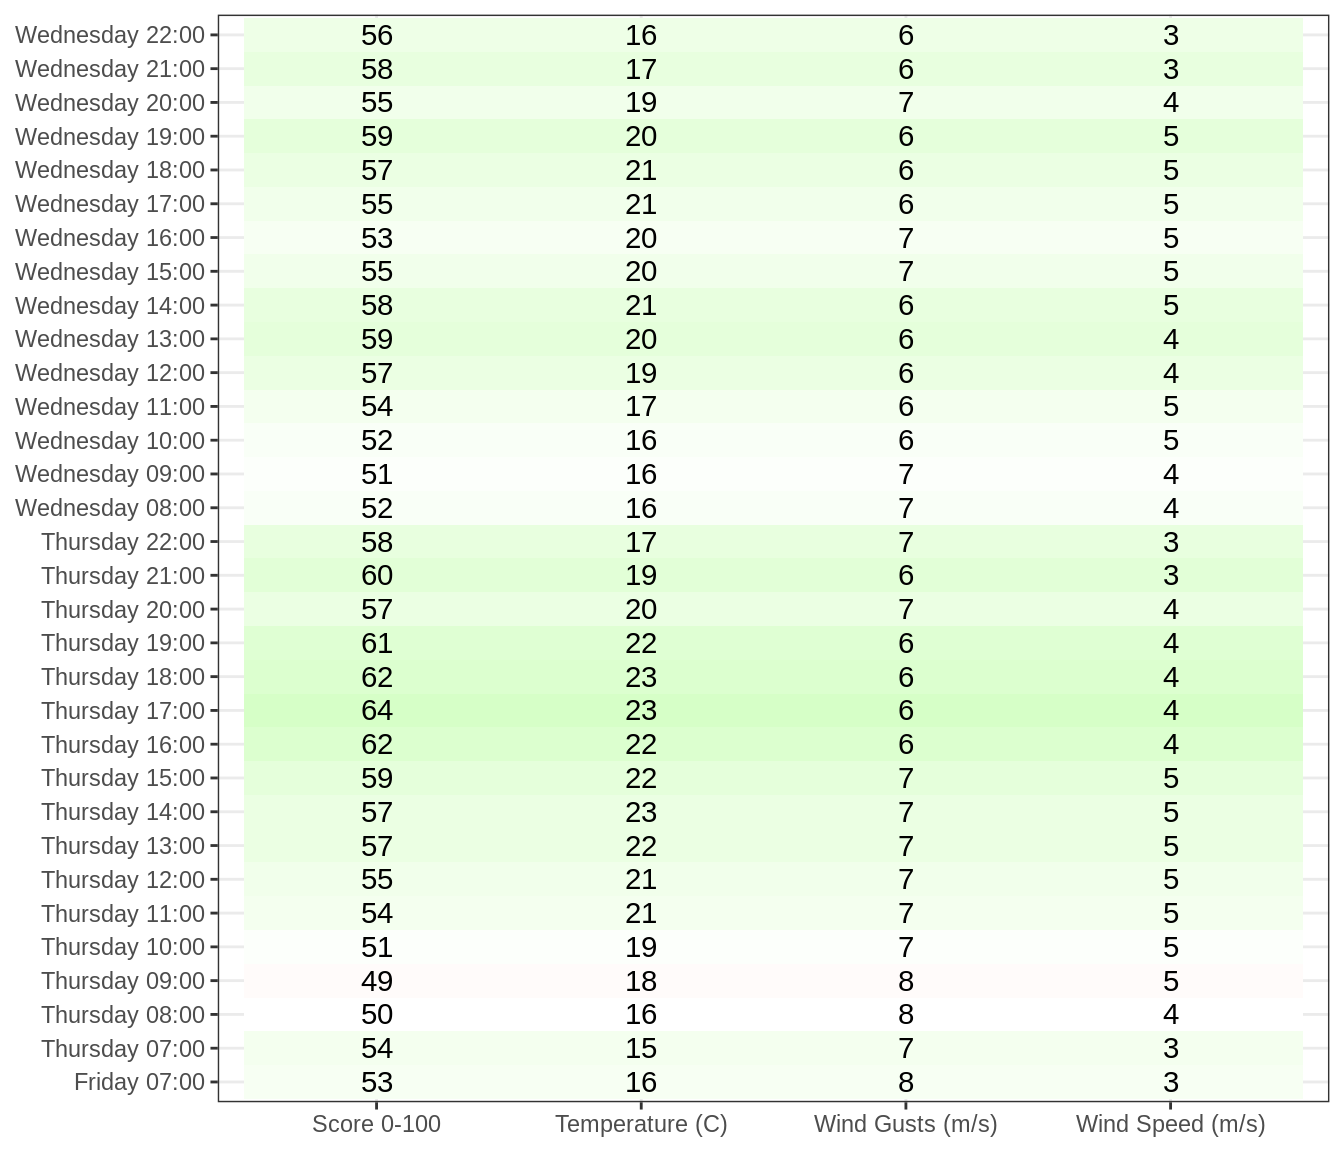 Wednesday 22:00 56 16 6 3
Wednesday 21:00 58 17 6 3
Wednesday 20:00 55 19 7 4
Wednesday 19:00 59 20 6 5
Wednesday 18:00 57 21 6 5
Wednesday 17:00 55 21 6 5
Wednesday 16:00 53 20 7 5
Wednesday 15:00 55 20 7 5
Wednesday 14:00 58 21 6 5
Wednesday 13:00 59 20 6 4
Wednesday 12:00 57 19 6 4
Wednesday 11:00 54 17 6 5
Wednesday 10:00 52 16 6 5
Wednesday 09:00 51 16 7 4
Wednesday 08:00 52 16 7 4
Thursday 22:00 58 17 7 3
Thursday 21:00 60 19 6 3
Thursday 20:00 57 20 7 4
Thursday 19:00 61 22 6 4
Thursday 18:00 62 23 6 4
Thursday 17:00 64 23 6 4
Thursday 16:00 62 22 6 4
Thursday 15:00 59 22 7 5
Thursday 14:00 57 23 7 5
Thursday 13:00 57 22 7 5
Thursday 12:00 55 21 7 5
Thursday 11:00 54 21 7 5
Thursday 10:00 51 19 7 5
Thursday 09:00 49 18 8 5
Thursday 08:00 50 16 8 4
Thursday 07:00 54 15 7 3
Friday 07:00 53 16 8 3
Score 0-100 Temperature (C) Wind Gusts (m/s) Wind Speed (m/s)